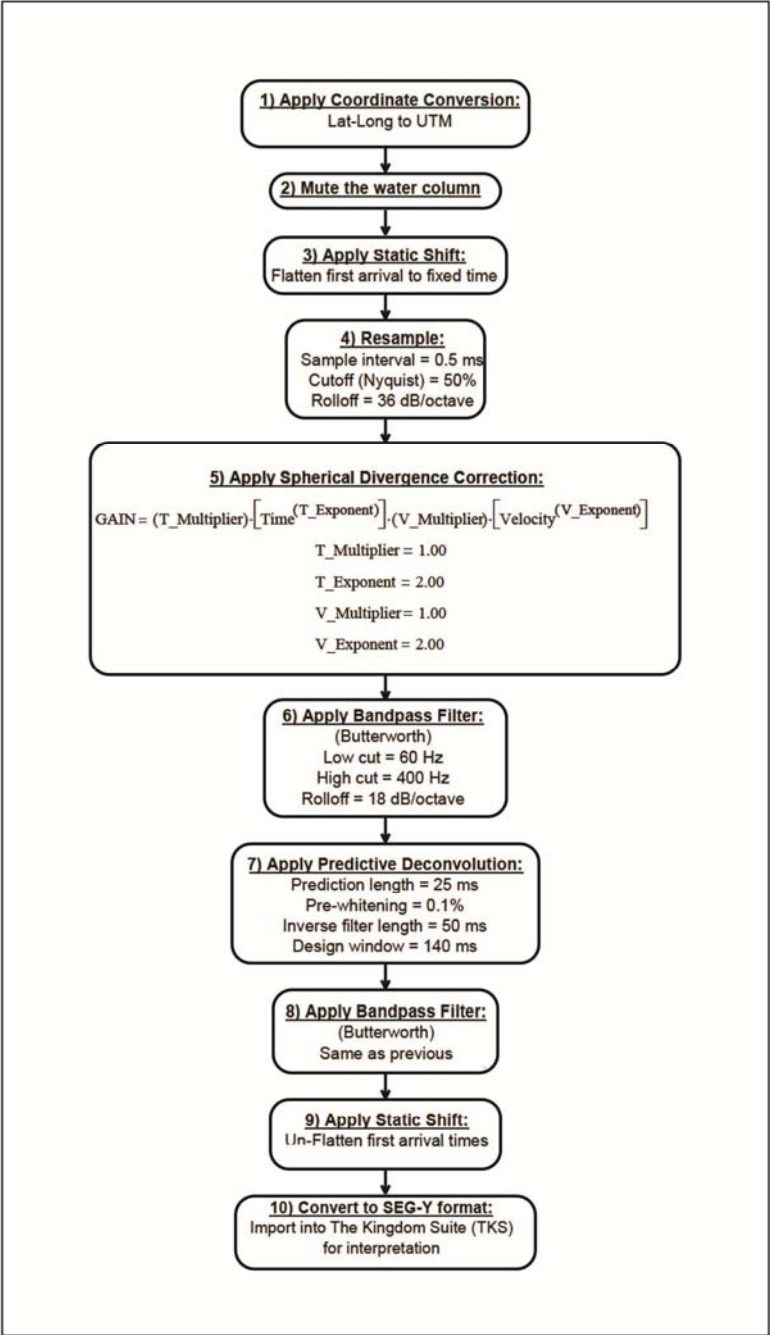 1) Apply Coordinate Conversion:
Lat-Long to UTM
2) Mute the water column
3) Apply Static Shift:
Flatten first arrival to fixed time
4) Resample:
Sample interval = 0.5 ms
Cutoff (Nyquist) = 50%
Rolloff = 36 dB/octave
5) Apply Spherical Divergence Correction:
GAIN = (T_Multiplier)·[Time^(T_Exponent)]·(V_Multiplier)·[Velocity^(V_Exponent)]
T_Multiplier = 1.00
T_Exponent = 2.00
V_Multiplier = 1.00
V_Exponent = 2.00
6) Apply Bandpass Filter:
(Butterworth)
Low cut = 60 Hz
High cut = 400 Hz
Rolloff = 18 dB/octave
7) Apply Predictive Deconvolution:
Prediction length = 25 ms
Pre-whitening = 0.1%
Inverse filter length = 50 ms
Design window = 140 ms
8) Apply Bandpass Filter:
(Butterworth)
Same as previous
9) Apply Static Shift:
Un-Flatten first arrival times
10) Convert to SEG-Y format:
Import into The Kingdom Suite (TKS)
for interpretation